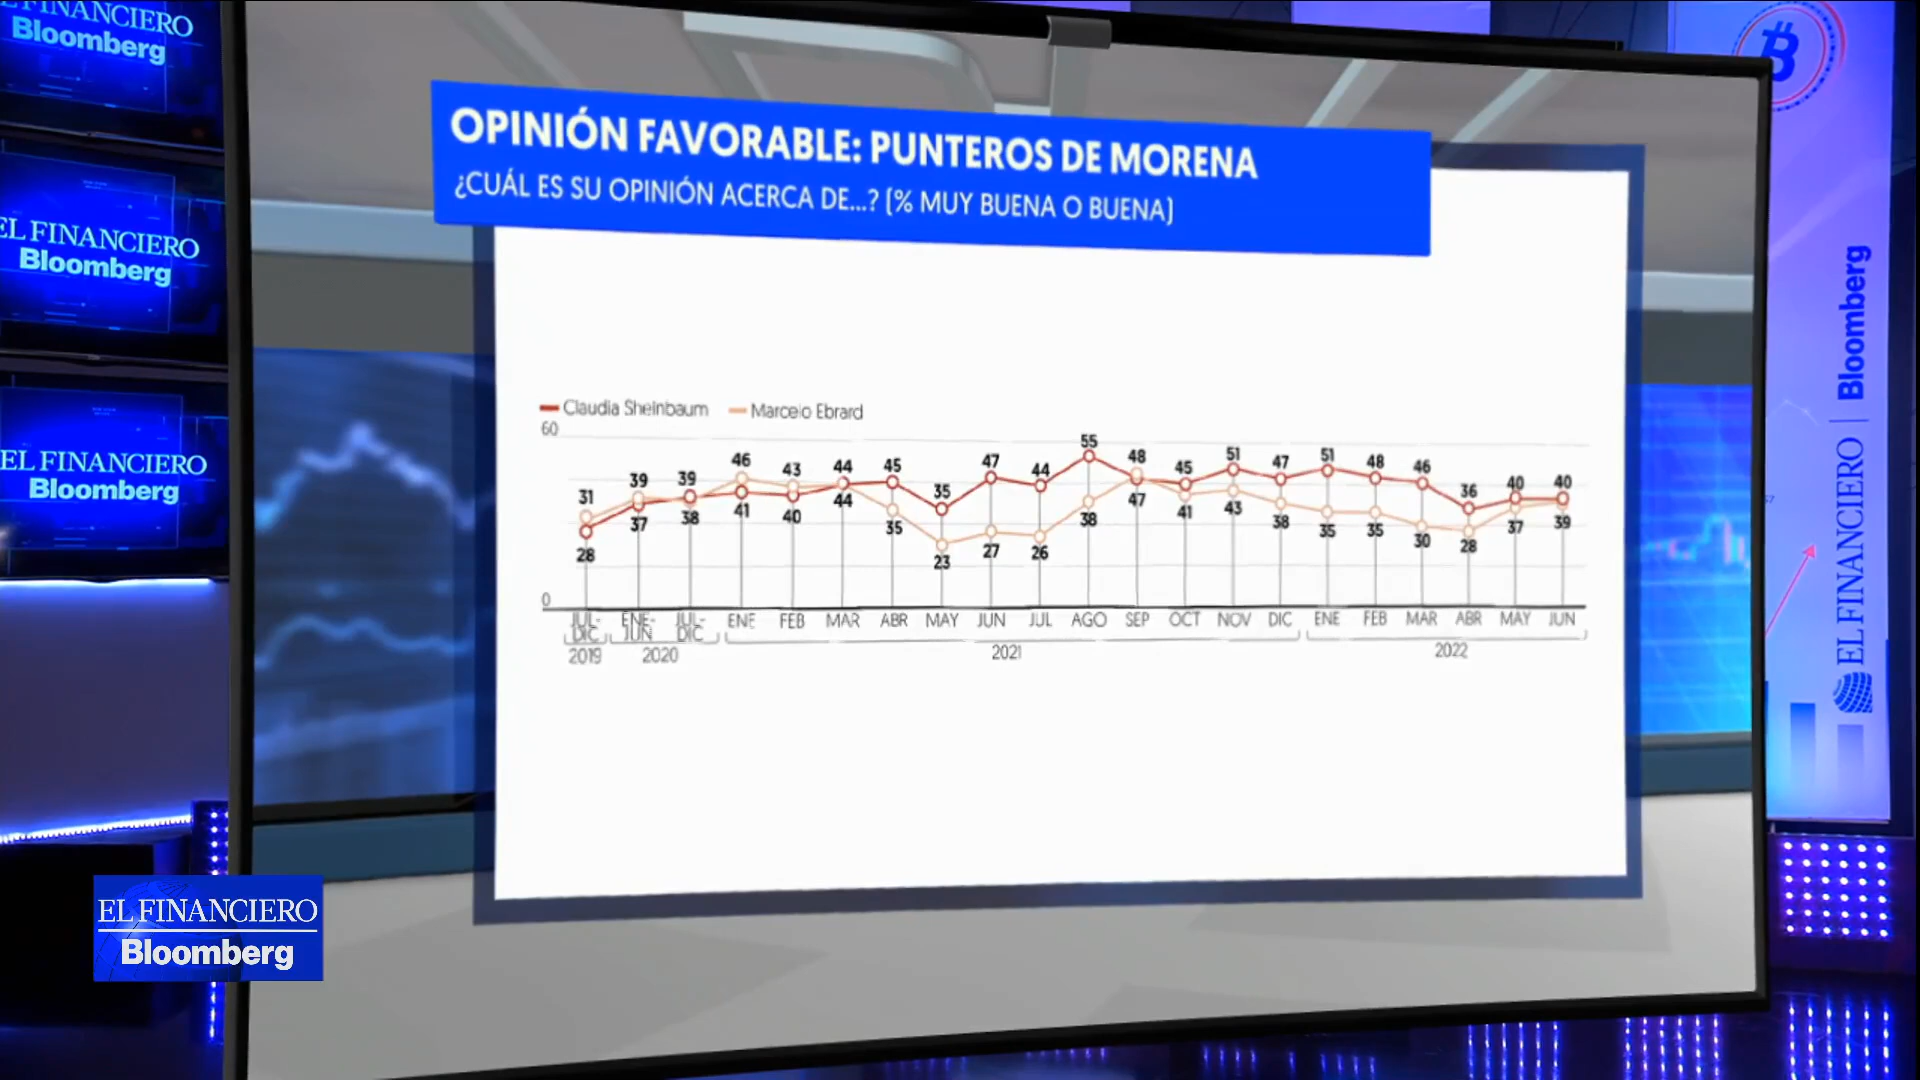 EL FINANCIERO
Bloomberg
EL FINANCIERO
Bloomberg
EL FINANCIERO
Bloomberg
OPINIÓN FAVORABLE: PUNTEROS DE MORENA
¿CUÁL ES SU OPINIÓN ACERCA DE...? (% MUY BUENA O BUENA)
Claudia Sheinbaum Marcelo Ebrard
60
31 39 39 46 43 44 45 35 47 44 55 48 45 51 47 51 48 46 36 40 40
28 37 38 41 40 44 35 23 27 26 38 47 41 43 38 35 35 30 28 37 39
0
JUL- ENE- JUL- ENE FEB MAR ABR MAY JUN JUL AGO SEP OCT NOV DIC ENE FEB MAR ABR MAY JUN
DIC JUN DIC
2019 2020 2021 2022
EL FINANCIERO | Bloomberg
EL FINANCIERO
Bloomberg